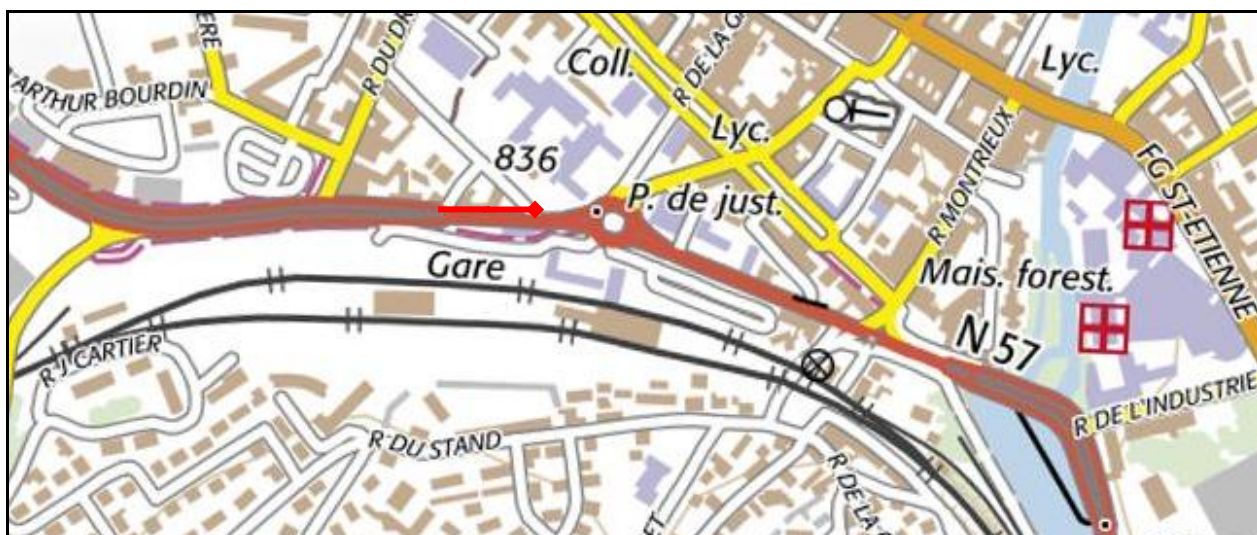 R DU DR
R DE LA GA
Coll.
Lyc.
ARTHUR BOURDIN
Lyc.
836
R MONTRIEUX
FG ST-ETIENNE
P. de just.
Gare
Mais. forest.
N 57
R J CARTIER
R DE L'INDUSTRIE
R DU STAND
R DE LA